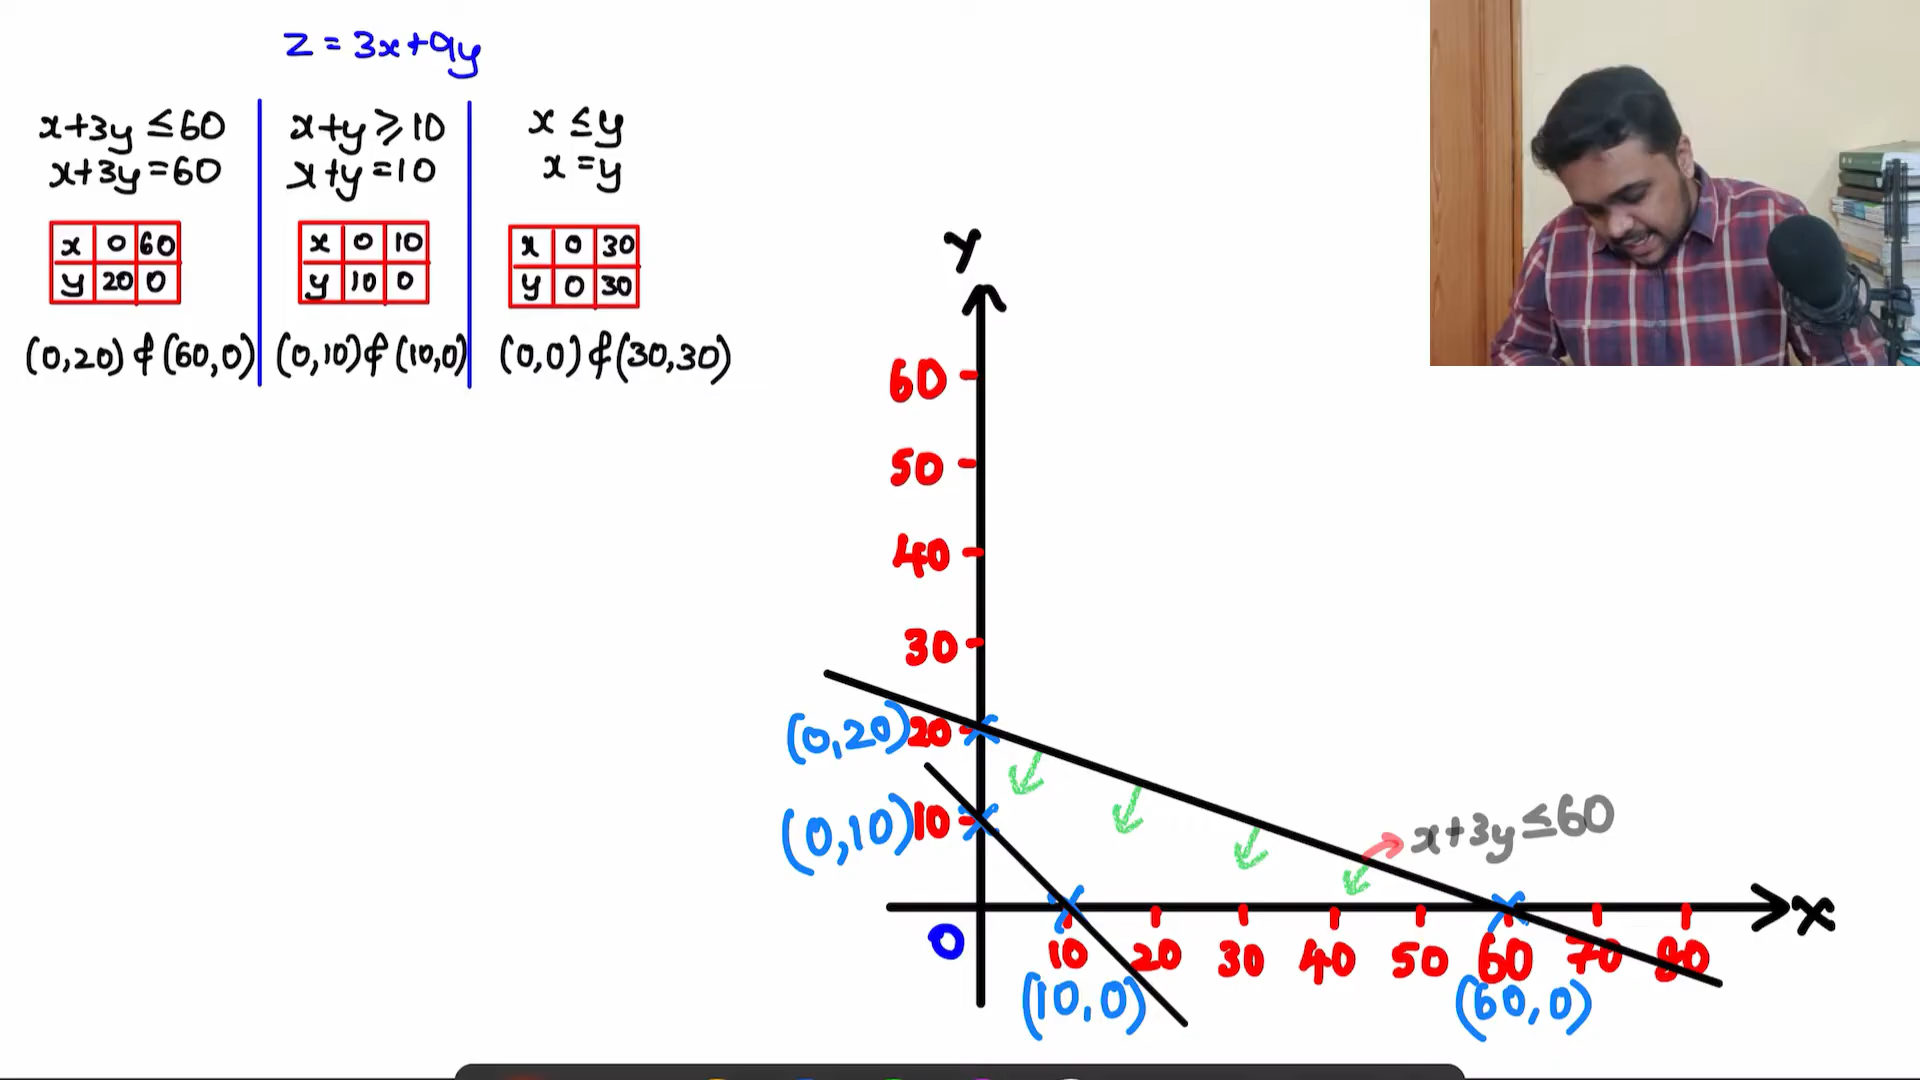 z = 3x+9y
x+3y ≤60
x+3y=60
x 0 60
y 20 0
(0,20) & (60,0)
x+y ≥ 10
x+y =10
x 0 10
y 10 0
(0,10) & (10,0)
x ≤ y
x = y
x 0 30
y 0 30
(0,0) & (30,30)
Y
60
50
40
30
(0,20) 20
(0,10) 10
x+3y≤60
0
10 20 30 40 50 60 70 80
X
(10,0)
(60,0)